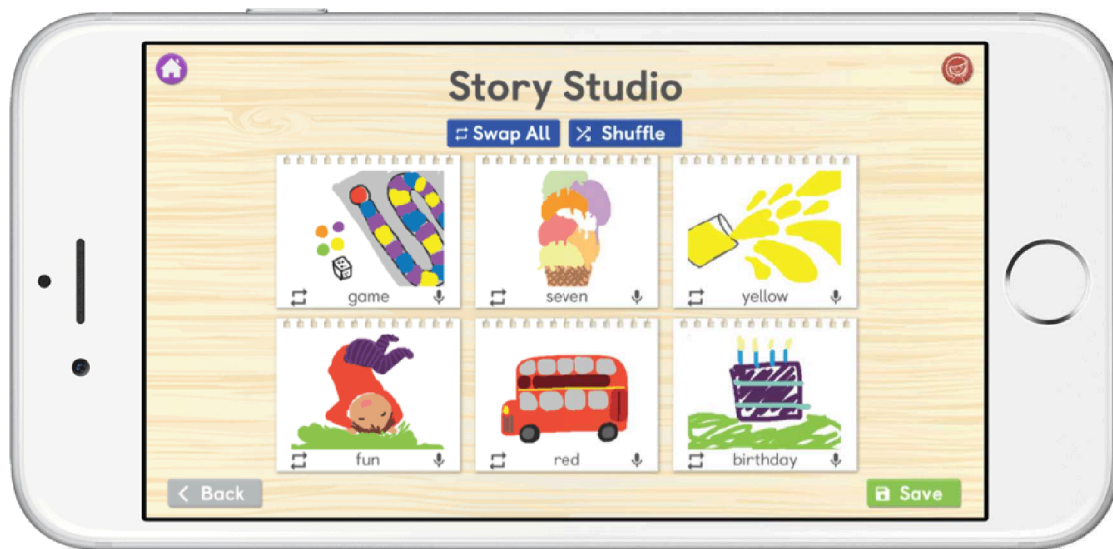 Story Studio
Swap All Shuffle
game seven yellow
fun red birthday
Back Save